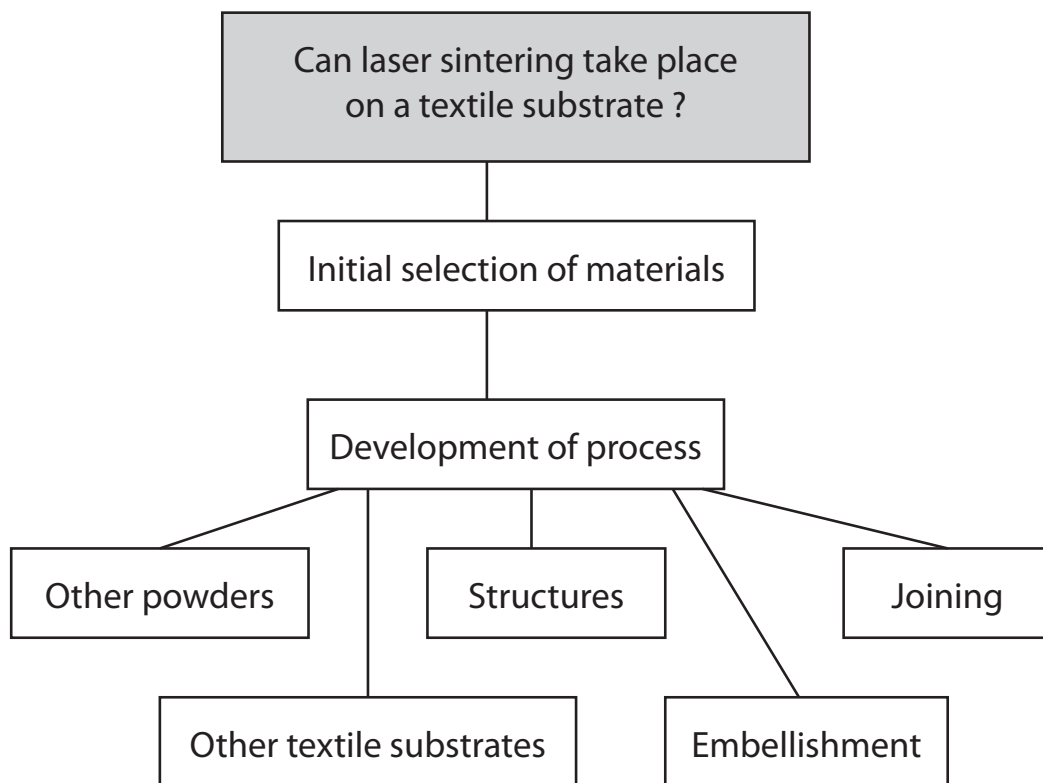 Can laser sintering take place
on a textile substrate ?
Initial selection of materials
Development of process
Other powders
Structures
Joining
Other textile substrates
Embellishment